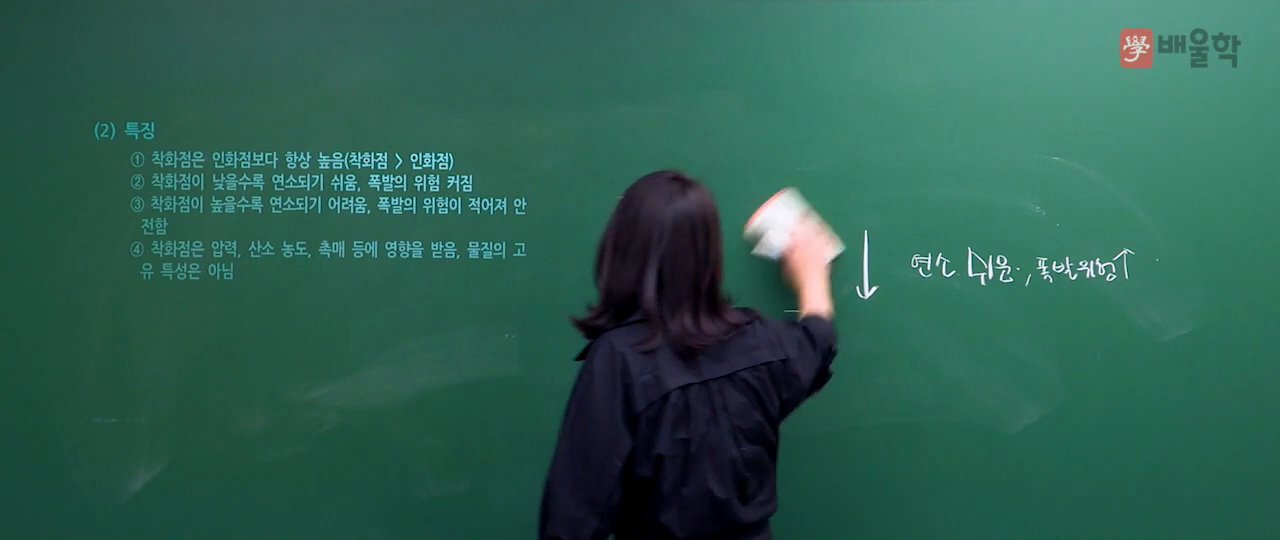 學 배울학
(2) 특징
① 착화점은 인화점보다 항상 높음(착화점 > 인화점)
② 착화점이 낮을수록 연소되기 쉬움, 폭발의 위험 커짐
③ 착화점이 높을수록 연소되기 어려움, 폭발의 위험이 적어져 안
전함
④ 착화점은 압력, 산소 농도, 촉매 등에 영향을 받음, 물질의 고
유 특성은 아님
↓ 연소 쉬움, 폭발위험↑